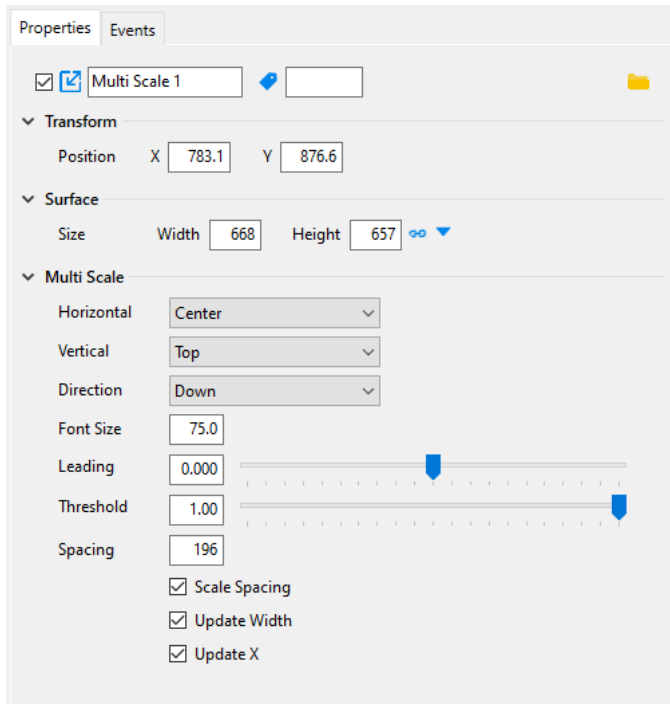 Properties Events
Multi Scale 1
Transform
Position X 783.1 Y 876.6
Surface
Size Width 668 Height 657
Multi Scale
Horizontal Center
Vertical Top
Direction Down
Font Size 75.0
Leading 0.000
Threshold 1.00
Spacing 196
Scale Spacing
Update Width
Update X